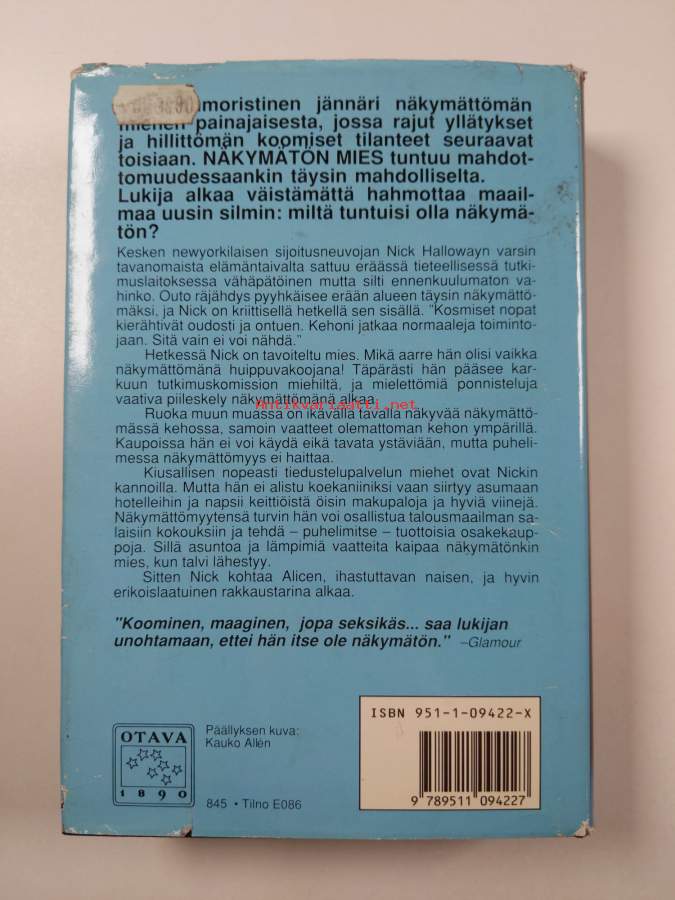 moristinen jännäri näkymättömän
miehen painajaisesta, jossa rajut yllätykset
ja hillittömän koomiset tilanteet seuraavat
toisiaan. NÄKYMÄTÖN MIES tuntuu mahdot-
tomuudessaankin täysin mahdolliselta.
Lukija alkaa väistämättä hahmottaa maail-
maa uusin silmin: miltä tuntuisi olla näkymä-
tön?
Kesken newyorkilaisen sijoitusneuvojan Nick Hallowayn varsin
tavanomaista elämäntaivalta sattuu eräässä tieteellisessä tutki-
muslaitoksessa vähäpätöinen mutta silti ennenkuulumaton va-
hinko. Outo räjähdys pyyhkäisee erään alueen täysin näkymättö-
mäksi, ja Nick on kriittisellä hetkellä sen sisällä. "Kosmiset nopat
kierähtivät oudosti ja ontuen. Kehoni jatkaa normaaleja toiminto-
jaan. Sitä vain ei voi nähdä."
Hetkessä Nick on tavoiteltu mies. Mikä aarre hän olisi vaikka
näkymättömänä huippuvakoojana! Täpärästi hän pääsee kar-
kuun tutkimuskomission miehiltä, ja mielettömiä ponnisteluja
vaativa piileskely näkymättömänä alkaa.
Antikvariaatti.net
Ruoka muun muassa on ikävällä tavalla näkyvää näkymättö-
mässä kehossa, samoin vaatteet olemattoman kehon ympärillä.
Kaupoissa hän ei voi käydä eikä tavata ystäviään, mutta puheli-
messa näkymättömyys ei haittaa.
Kiusallisen nopeasti tiedustelupalvelun miehet ovat Nickin
kannoilla. Mutta hän ei alistu koekaniiniksi vaan siirtyy asumaan
hotelleihin ja napsii keittiöistä öisin makupaloja ja hyviä viinejä.
Näkymättömyytensä turvin hän voi osallistua talousmaailman sa-
laisiin kokouksiin ja tehdä – puhelimitse – tuottoisia osakekaup-
poja. Sillä asuntoa ja lämpimiä vaatteita kaipaa näkymätönkin
mies, kun talvi lähestyy.
Sitten Nick kohtaa Alicen, ihastuttavan naisen, ja hyvin
erikoislaatuinen rakkaustarina alkaa.
"Koominen, maaginen, jopa seksikäs... saa lukijan
unohtamaan, ettei hän itse ole näkymätön." –Glamour
ISBN 951-1-09422-X
9 789511 094227
OTAVA
1890
Päällyksen kuva:
Kauko Allén
845 • Tilno E086